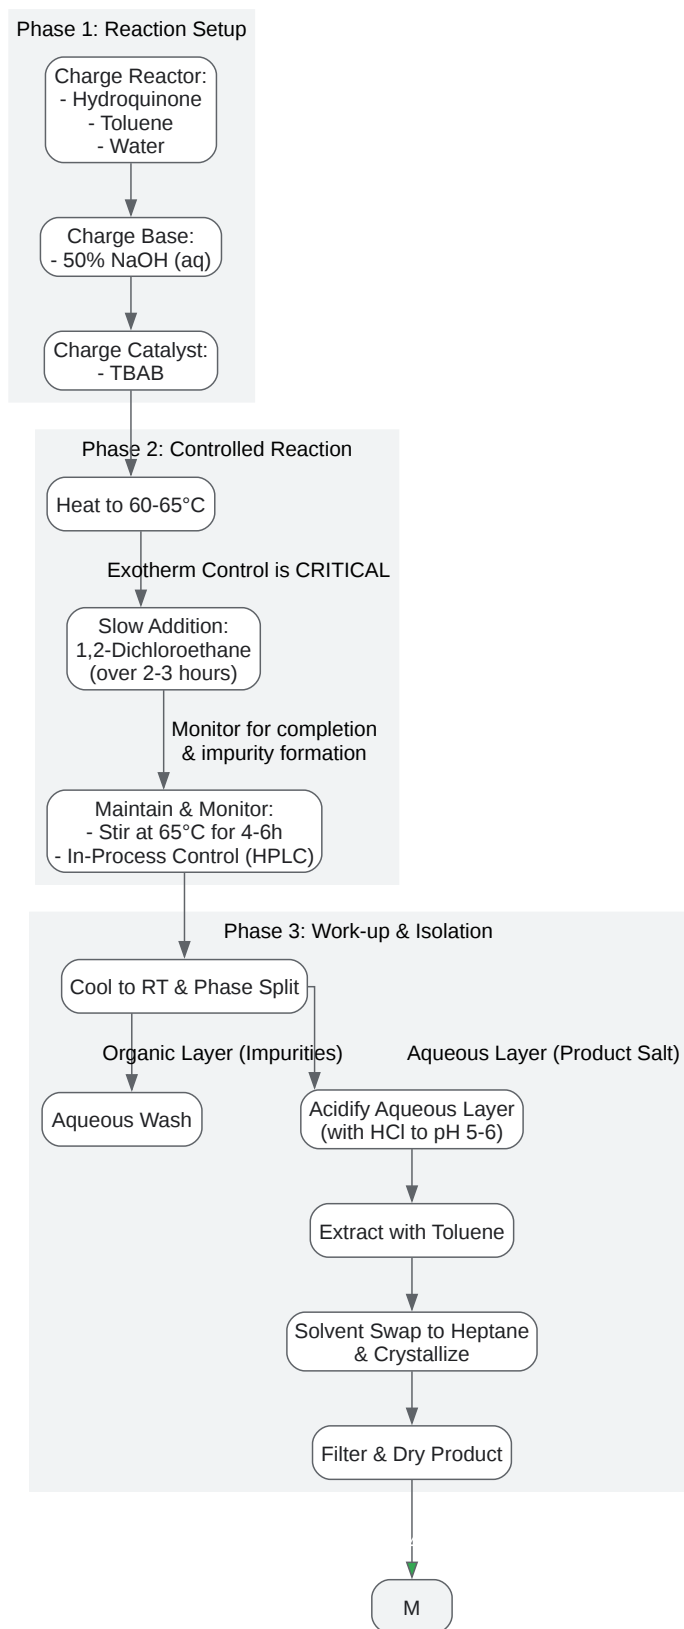 Phase 1: Reaction Setup
Charge Reactor:
- Hydroquinone
- Toluene
- Water
Charge Base:
- 50% NaOH (aq)
Charge Catalyst:
- TBAB
Phase 2: Controlled Reaction
Heat to 60-65°C
Exotherm Control is CRITICAL
Slow Addition:
1,2-Dichloroethane
(over 2-3 hours)
Monitor for completion
& impurity formation
Maintain & Monitor:
- Stir at 65°C for 4-6h
- In-Process Control (HPLC)
Phase 3: Work-up & Isolation
Cool to RT & Phase Split
Organic Layer (Impurities)
Aqueous Layer (Product Salt)
Aqueous Wash
Acidify Aqueous Layer
(with HCl to pH 5-6)
Extract with Toluene
Solvent Swap to Heptane
& Crystallize
Filter & Dry Product
M